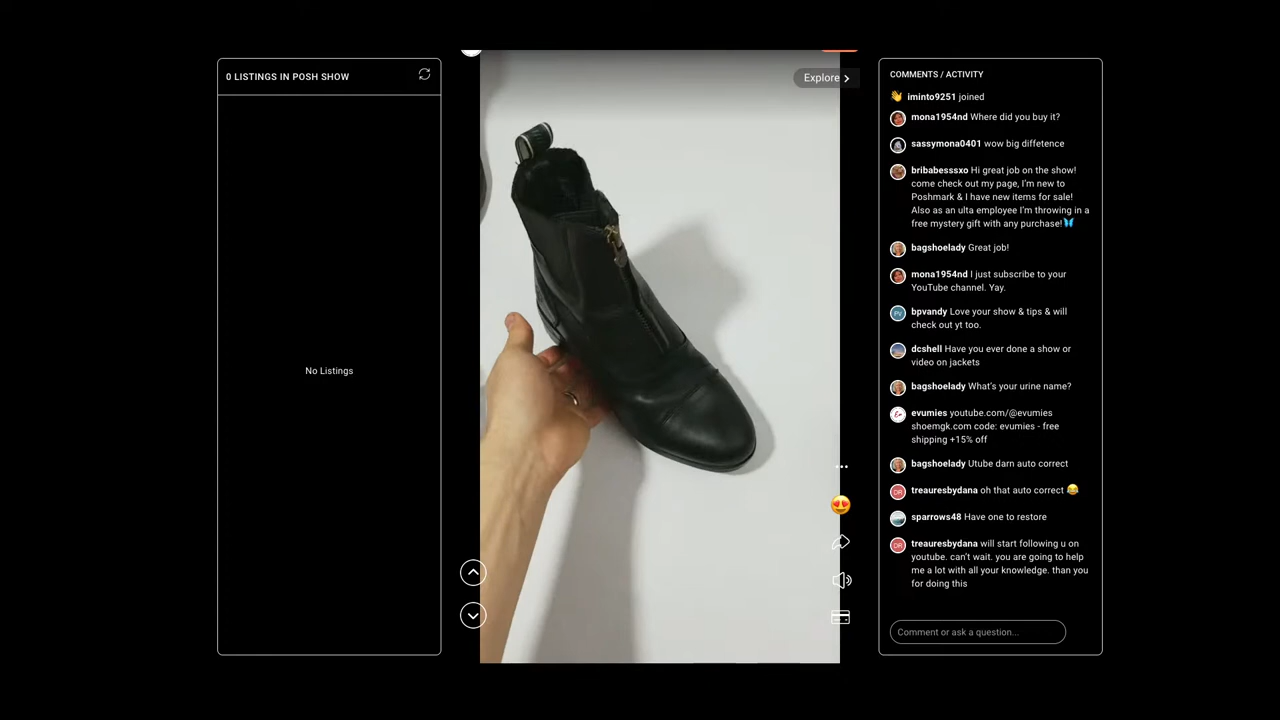 0 LISTINGS IN POSH SHOW
No Listings
Explore
COMMENTS / ACTIVITY
👋 iminto9251 joined
mona1954nd Where did you buy it?
sassymona0401 wow big diffetence
bribabesssxo Hi great job on the show!
come check out my page, I'm new to
Poshmark & I have new items for sale!
Also as an ulta employee I'm throwing in a
free mystery gift with any purchase!🦋
bagshoelady Great job!
mona1954nd I just subscribe to your
YouTube channel. Yay.
PV
bpvandy Love your show & tips & will
check out yt too.
dcshell Have you ever done a show or
video on jackets
bagshoelady What's your urine name?
evumies youtube.com/@evumies
shoemgk.com code: evumies - free
shipping +15% off
bagshoelady Utube darn auto correct
DR
treauresbydana oh that auto correct 😂
sparrows48 Have one to restore
DR
treauresbydana will start following u on
youtube. can't wait. you are going to help
me a lot with all your knowledge. than you
for doing this
Comment or ask a question...